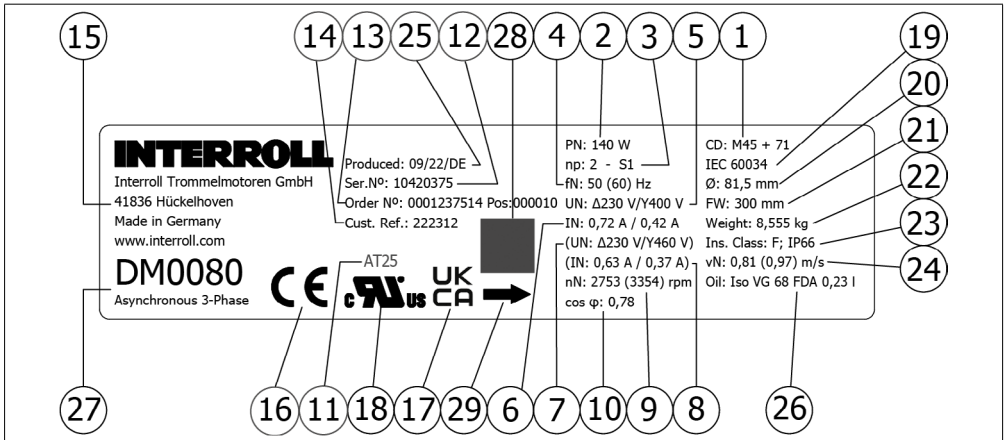 15
14
13
25
12
28
4
2
3
5
1
19
20
21
22
23
24
INTERROLL
Interroll Trommelmotoren GmbH
41836 Hückelhoven
Made in Germany
www.interroll.com
DM0080
Asynchronous 3-Phase
Produced: 09/22/DE
Ser.Nº: 10420375
Order Nº: 0001237514 Pos:000010
Cust. Ref.: 222312
AT25
CE
c RU us
UK
CA
PN: 140 W
np: 2 - S1
fN: 50 (60) Hz
UN: Δ230 V/Y400 V
IN: 0,72 A / 0,42 A
(UN: Δ230 V/Y460 V)
(IN: 0,63 A / 0,37 A)
nN: 2753 (3354) rpm
cos φ: 0,78
CD: M45 + 71
IEC 60034
Ø: 81,5 mm
FW: 300 mm
Weight: 8,555 kg
Ins. Class: F; IP66
vN: 0,81 (0,97) m/s
Oil: Iso VG 68 FDA 0,23 l
27
16
11
18
17
29
6
7
10
9
8
26